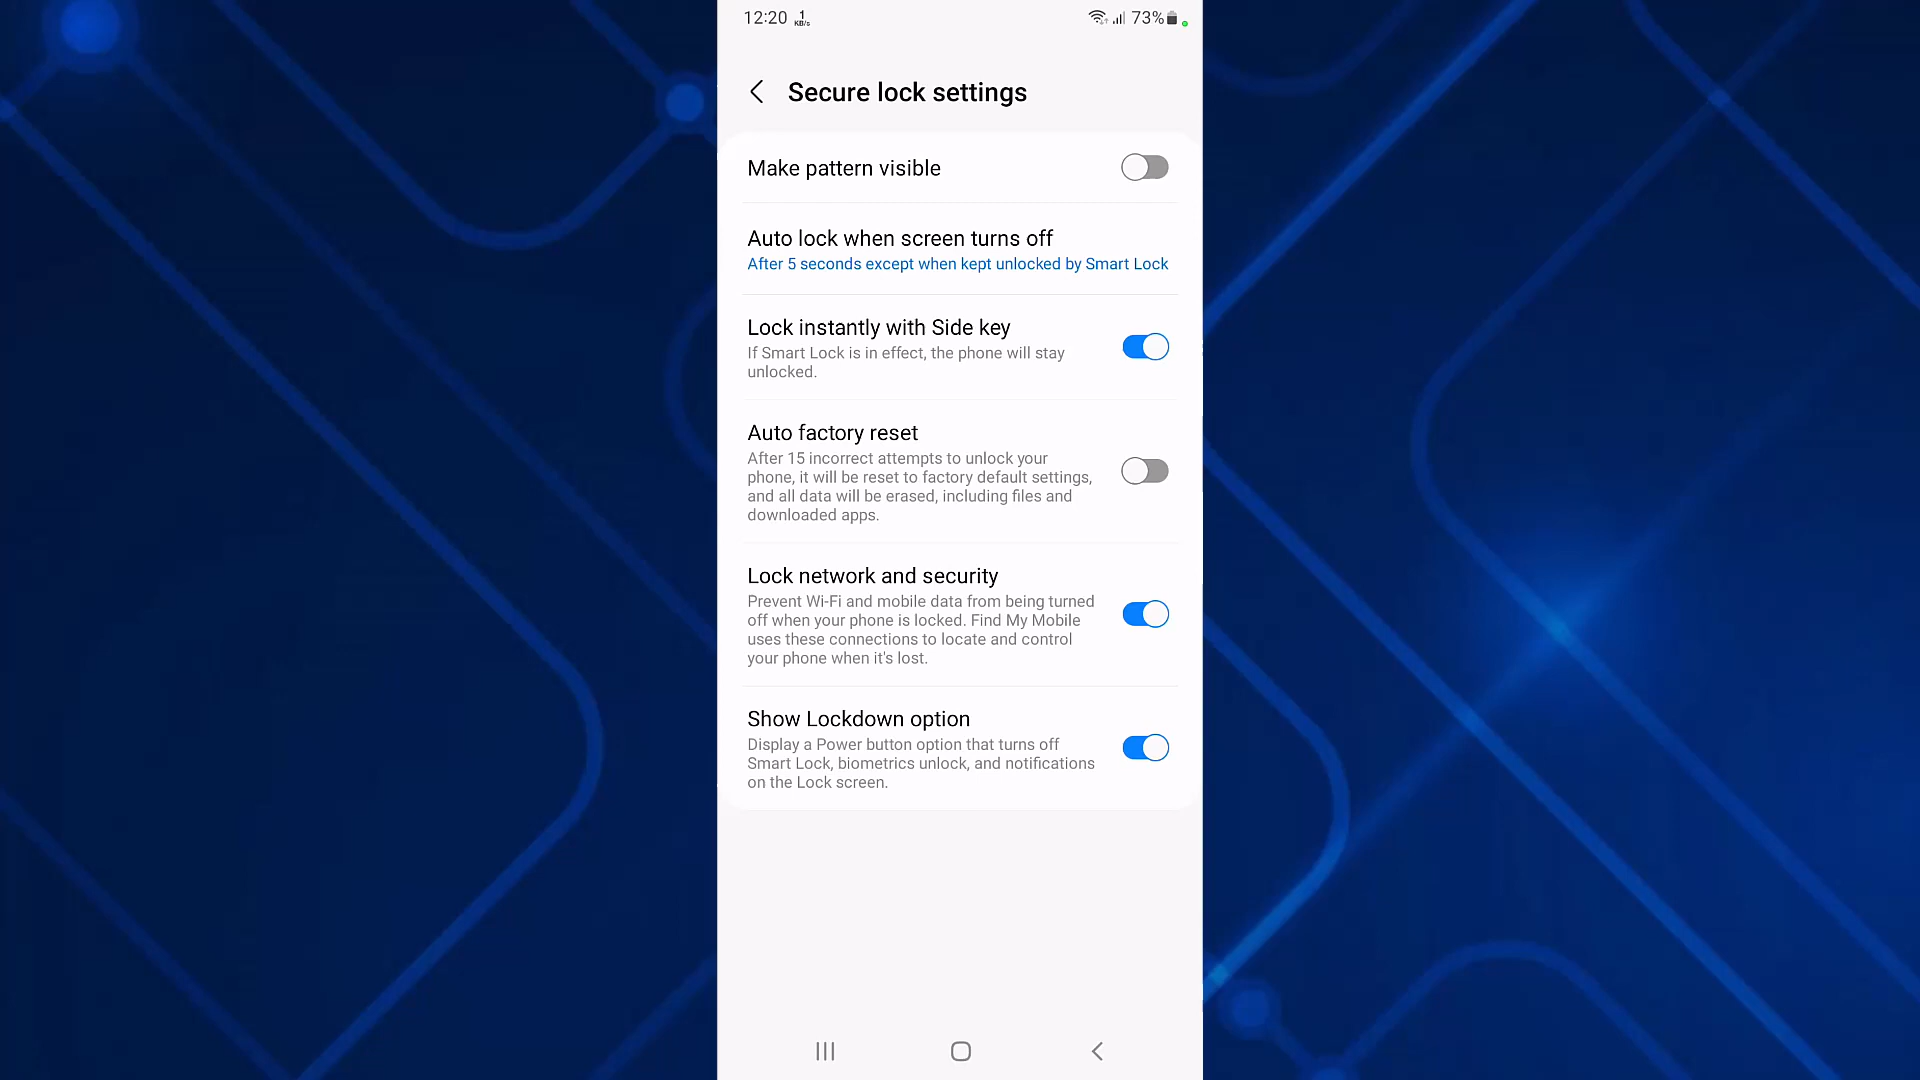 12:20 1 KB/s 73%
Secure lock settings
Make pattern visible
Auto lock when screen turns off
After 5 seconds except when kept unlocked by Smart Lock
Lock instantly with Side key
If Smart Lock is in effect, the phone will stay
unlocked.
Auto factory reset
After 15 incorrect attempts to unlock your
phone, it will be reset to factory default settings,
and all data will be erased, including files and
downloaded apps.
Lock network and security
Prevent Wi-Fi and mobile data from being turned
off when your phone is locked. Find My Mobile
uses these connections to locate and control
your phone when it's lost.
Show Lockdown option
Display a Power button option that turns off
Smart Lock, biometrics unlock, and notifications
on the Lock screen.